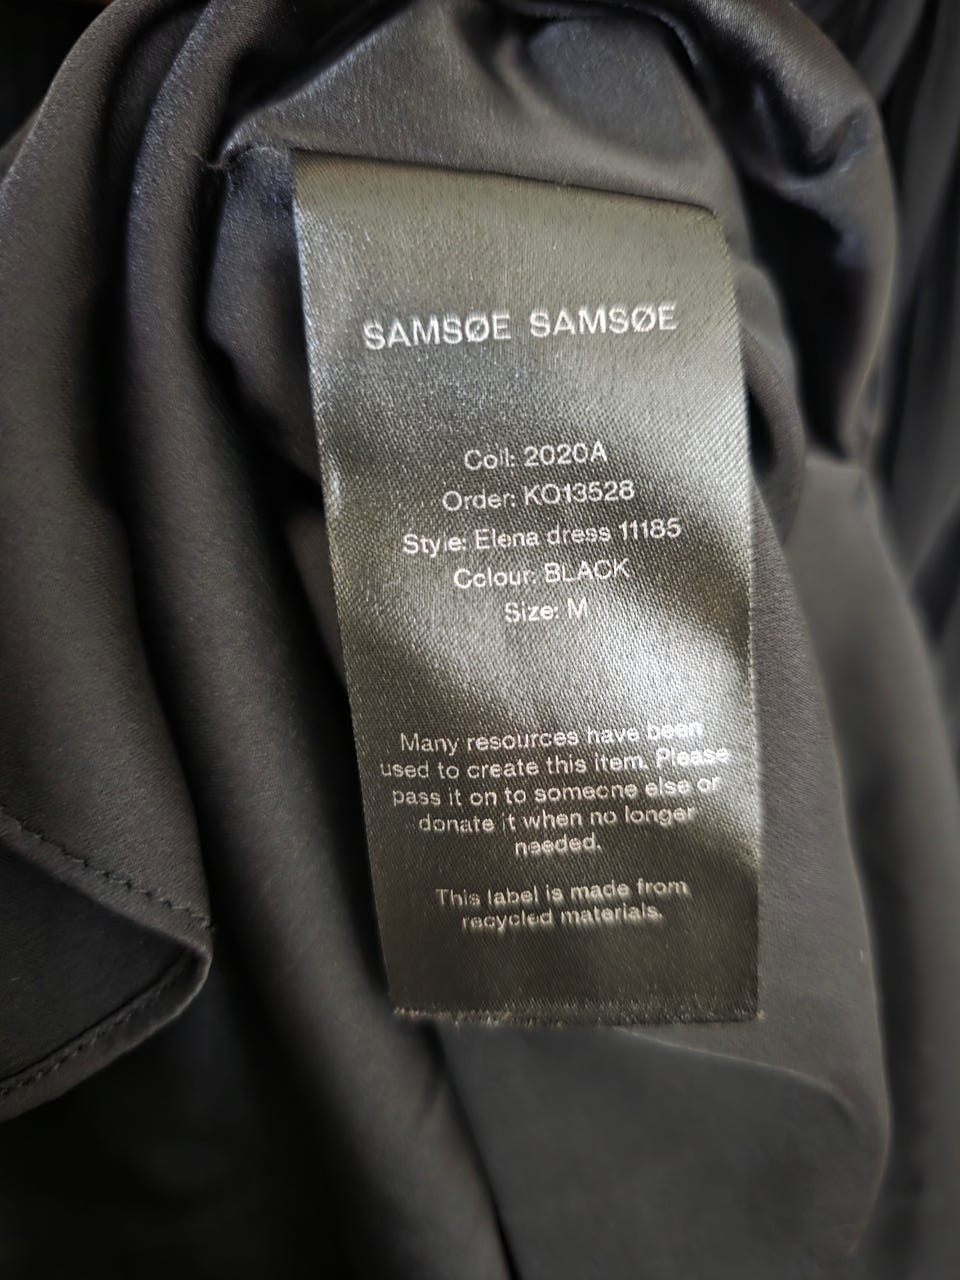 SAMSØE SAMSØE
Coll: 2020A
Order: KO13528
Style: Elena dress 11185
Colour: BLACK
Size: M
Many resources have been
used to create this item. Please
pass it on to someone else or
donate it when no longer
needed.
This label is made from
recycled materials.